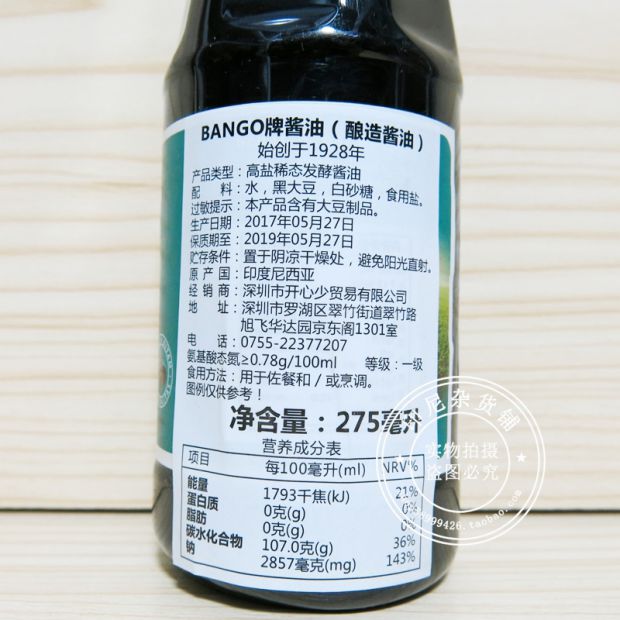 BANGO牌酱油（酿造酱油）
始创于1928年
产品类型：高盐稀态发酵酱油
配　料：水，黑大豆，白砂糖，食用盐。
过敏提示：本产品含有大豆制品。
生产日期：2017年05月27日
保质期至：2019年05月27日
贮存条件：置于阴凉干燥处，避免阳光直射。
原 产 国：印度尼西亚
经 销 商：深圳市开心少贸易有限公司
地　址：深圳市罗湖区翠竹街道翠竹路
旭飞华达园京东阁1301室
电　话：0755-22377207
氨基酸态氮≥0.78g/100ml　等级：一级
食用方法：用于佐餐和/或烹调。
图例仅供参考！
净含量：275毫升
营养成分表
项目 每100毫升(ml) NRV%
能量 1793千焦(kJ) 21%
蛋白质 0克(g) 0%
脂肪 0克(g) 0%
碳水化合物 107.0克(g) 36%
钠 2857毫克(mg) 143%
尼杂货铺
实物拍摄
盗图必究